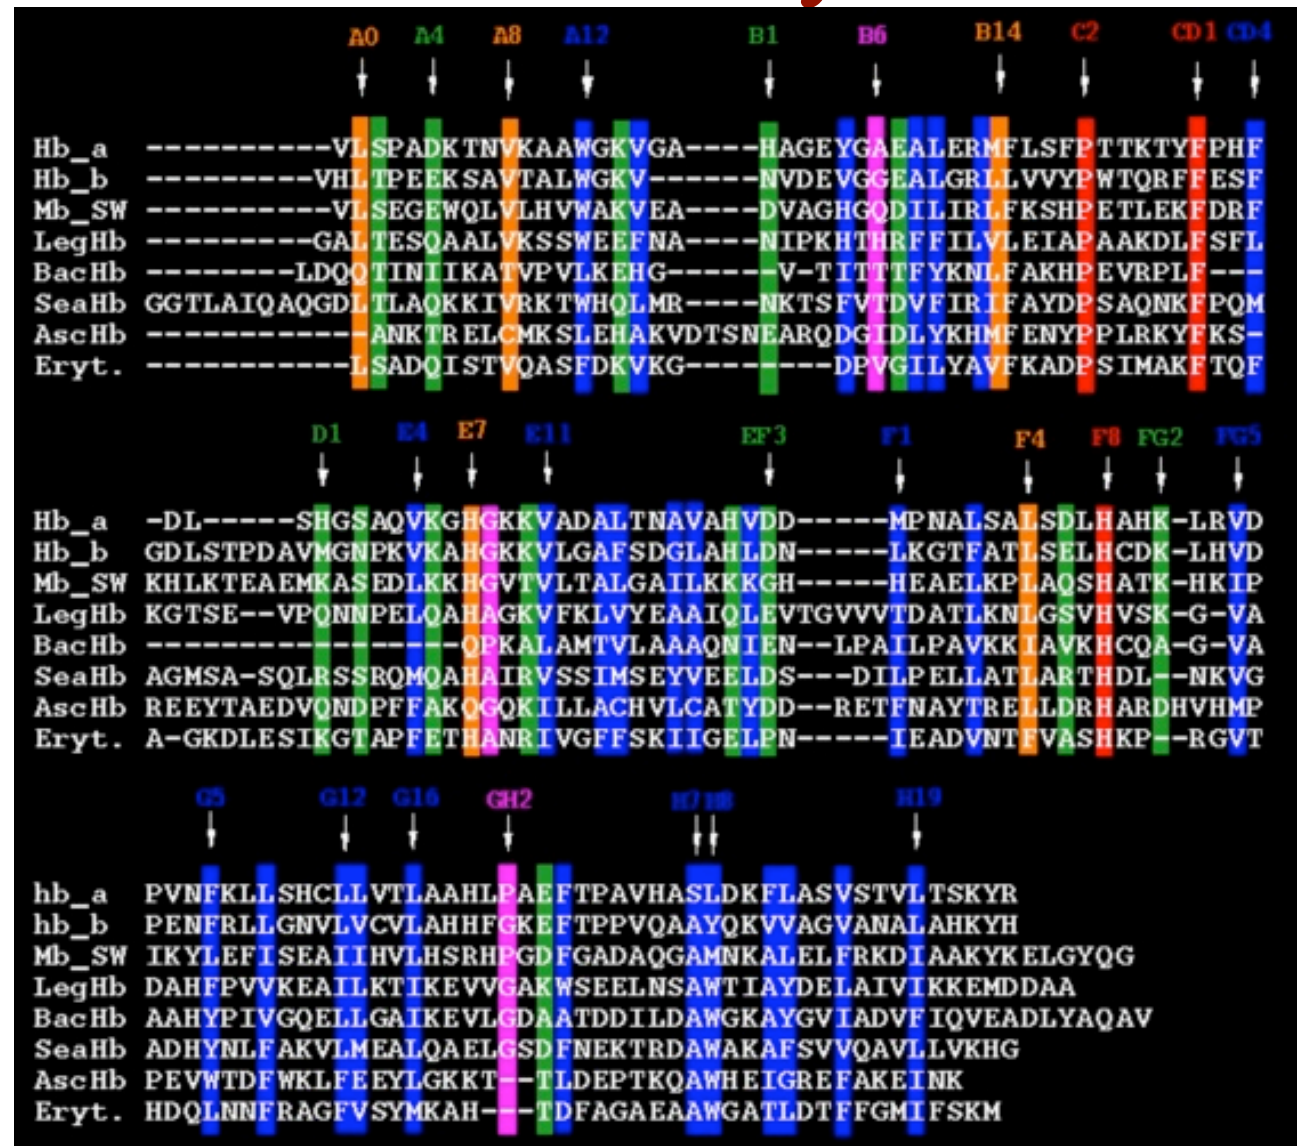 A0 A4 A8 A12 B1 B6 B14 C2 CD1 CD4
Hb_a ----------VLSPADKTNVKAAWGKVGA----HAGEYGAEALERMFLSFPTTKTYFPHF
Hb_b ---------VHLTPEEKSAVTALWGKV------NVDEVGGEALGRLLVVYPWTQRFFESF
Mb_SW ----------VLSEGEWQLVLHVWAKVEA----DVAGHGQDILIRLFKSHPETLEKFDRF
LegHb ---------GALTESQAALVKSSWEEFNA----NIPKHTHRFFILVLEIAPAAKDLFSFL
BacHb --------LDQQTINIIKATVPVLKEHG------V-TITTTFYKNLFAKHPEVRPLF---
SeaHb GGTLAIQAQGDLTLAQKKIVRKTWHQLMR----NKTSFVTDVFIRIFAYDPSAQNKFPQM
AscHb ------------ANKTRELCMKSLEHAKVDTSNEARQDGIDLYKHMFENYPPLRKYFKS-
Eryt. -----------LSADQISTVQASFDKVKG--------DPVGILYAVFKADPSIMAKFTQF
D1 E4 E7 E11 EF3 F1 F4 F8 FG2 FG5
Hb_a -DL-----SHGSAQVKGHGKKVADALTNAVAHVDD-----MPNALSALSDLHAHK-LRVD
Hb_b GDLSTPDAVMGNPKVKAHGKKVLGAFSDGLAHLDN-----LKGTFATLSELHCDK-LHVD
Mb_SW KHLKTEAEMKASEDLKKHGVTVLTALGAILKKKGH-----HEAELKPLAQSHATK-HKIP
LegHb KGTSE--VPQNNPELQAHAGKVFKLVYEAAIQLEVTGVVVTDATLKNLGSVHVSK-G-VA
BacHb -----------------QPKALAMTVLAAAQNIEN--LPAILPAVKKIAVKHCQA-G-VA
SeaHb AGMSA-SQLRSSRQMQAHAIRVSSIMSEYVEELDS---DILPELLATLARTHDL--NKVG
AscHb REEYTAEDVQNDPFFAKQGQKILLACHVLCATYDD--RETFNAYTRELLDRHARDHVHMP
Eryt. A-GKDLESIKGTAPFETHANRIVGFFSKIIGELPN-----IEADVNTFVASHKP--RGVT
G5 G12 G16 GH2 H7 H8 H19
hb_a PVNFKLLSHCLLVTLAAHLPAEFTPAVHASLDKFLASVSTVLTSKYR
hb_b PENFRLLGNVLVCVLAHHFGKEFTPPVQAAYQKVVAGVANALAHKYH
Mb_SW IKYLEFISEAIIHVLHSRHPGDFGADAQGAMNKALELFRKDIAAKYKELGYQG
LegHb DAHFPVVKEAILKTIKEVVGAKWSEELNSAWTIAYDELAIVIKKEMDDAA
BacHb AAHYPIVGQELLGAIKEVLGDAATDDILDAWGKAYGVIADVFIQVEADLYAQAV
SeaHb ADHYNLFAKVLMEALQAELGSDFNEKTRDAWAKAFSVVQAVLLVKHG
AscHb PEVWTDFWKLFEEYLGKKT--TLDEPTKQAWHEIGREFAKEINK
Eryt. HDQLNNFRAGFVSYMKAH---TDFAGAEAAWGATLDTFFGMIFSKM